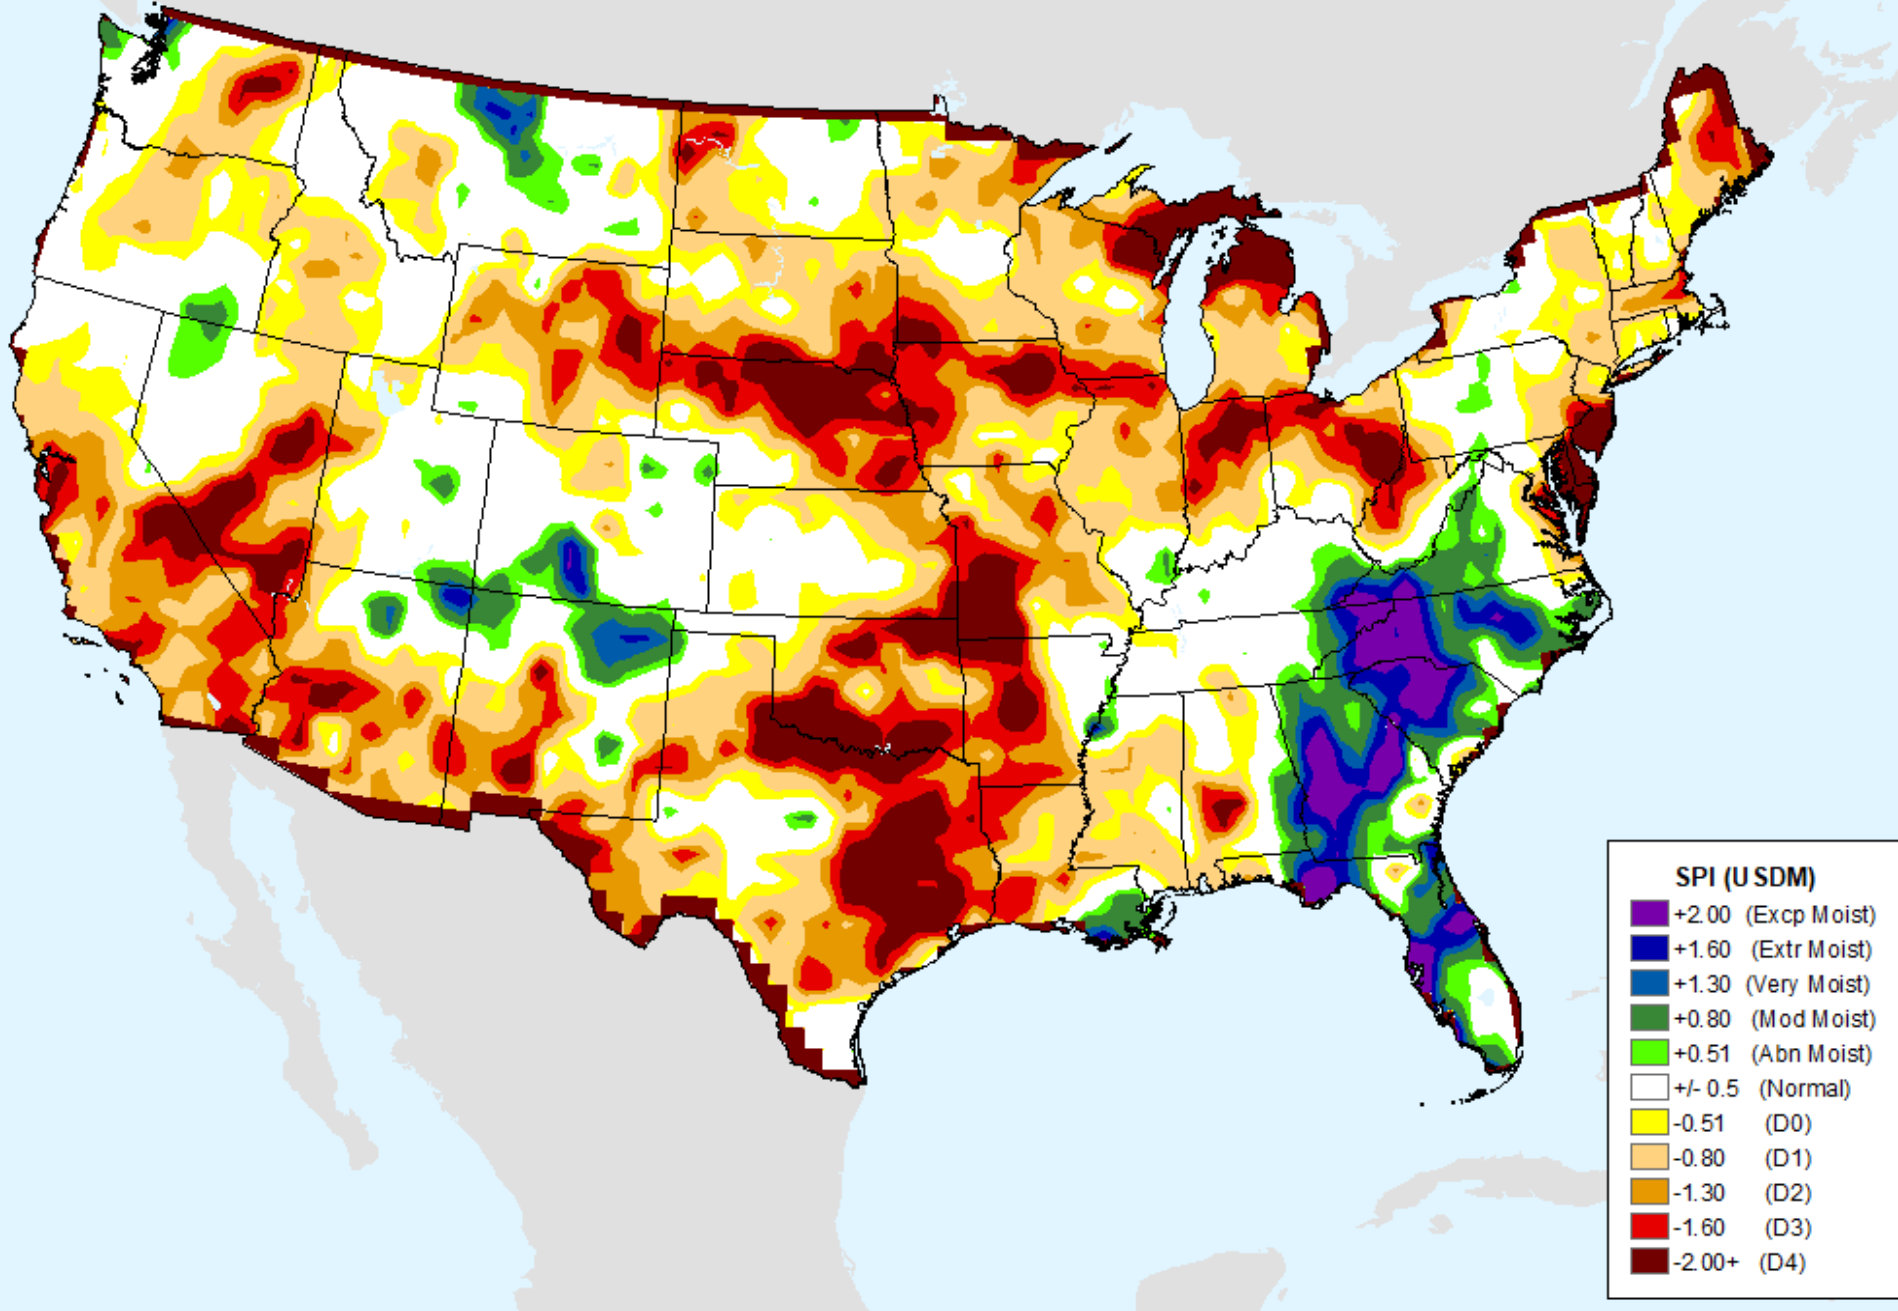 SPI (USDM)
+2.00 (Excp Moist)
+1.60 (Extr Moist)
+1.30 (Very Moist)
+0.80 (Mod Moist)
+0.51 (Abn Moist)
+/- 0.5 (Normal)
-0.51 (D0)
-0.80 (D1)
-1.30 (D2)
-1.60 (D3)
-2.00+ (D4)